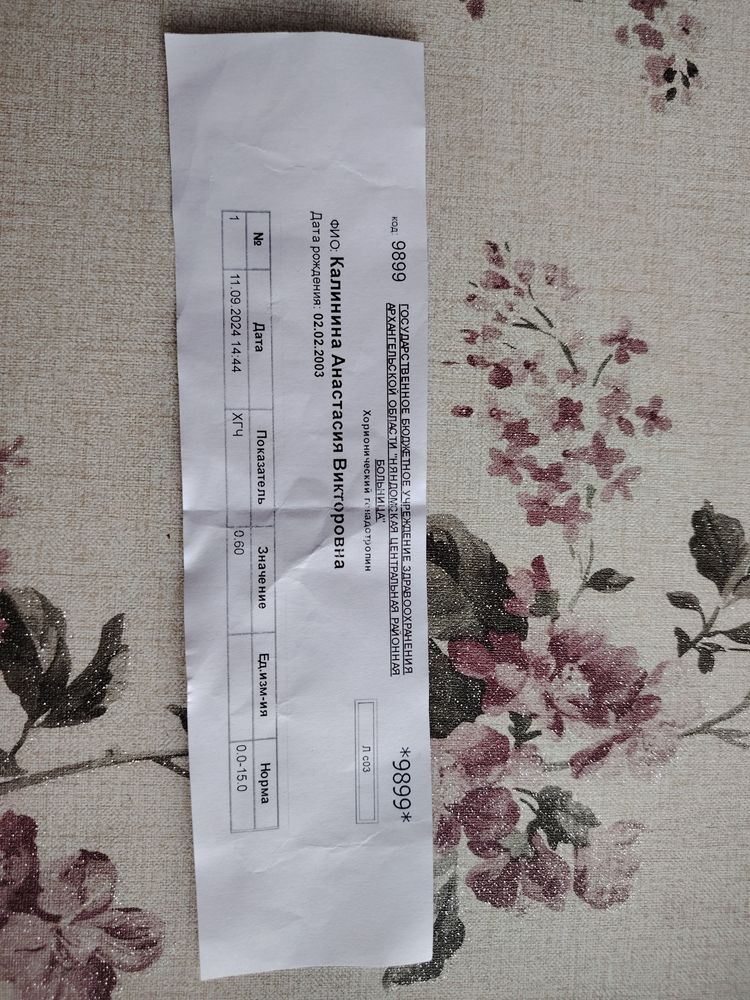 код: 9899
ГОСУДАРСТВЕННОЕ БЮДЖЕТНОЕ УЧРЕЖДЕНИЕ ЗДРАВООХРАНЕНИЯ
АРХАНГЕЛЬСКОЙ ОБЛАСТИ "НЯНДОМСКАЯ ЦЕНТРАЛЬНАЯ РАЙОННАЯ
БОЛЬНИЦА"
*9899*
Хорионический гонадотропин
Л с03
ФИО: Калинина Анастасия Викторовна
Дата рождения: 02.02.2003
№ Дата Показатель Значение Ед.изм-ия Норма
1 11.09.2024 14:44 ХГЧ 0.60 0.0-15.0